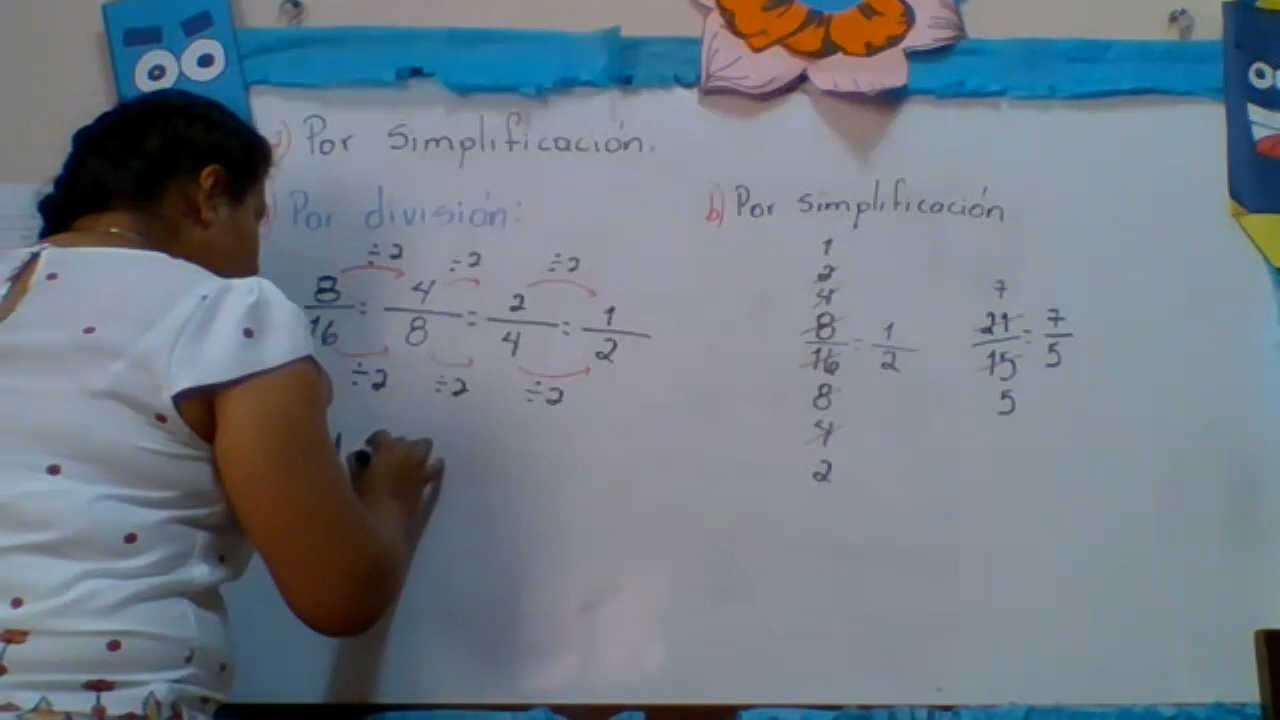 ) Por Simplificación.
) Por división:
÷2 ÷2 ÷2
8/16 = 4/8 = 2/4 = 1/2
÷2 ÷2 ÷2
b) Por simplificación
1
2
4
8/16 = 1/2
8
4
2
7
21/15 = 7/5
5